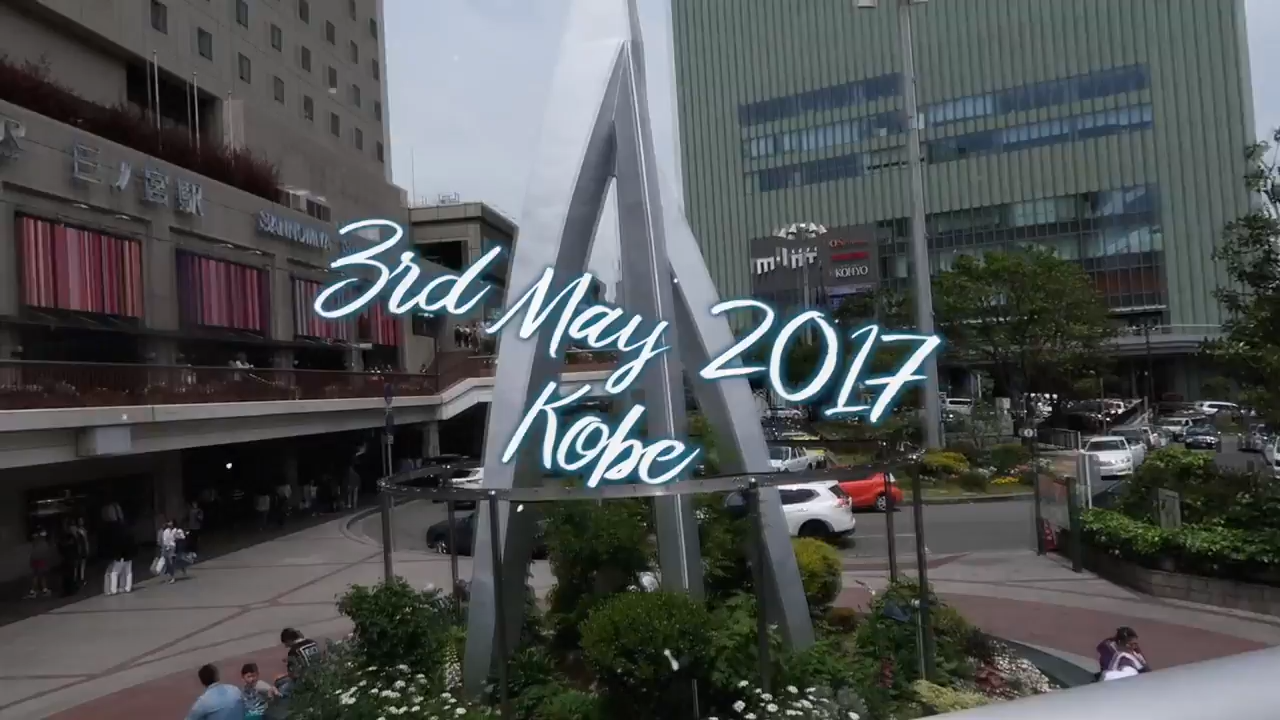 三ノ宮駅
SANNOMIYA
m·int
KOHYO
3rd May 2017
Kobe